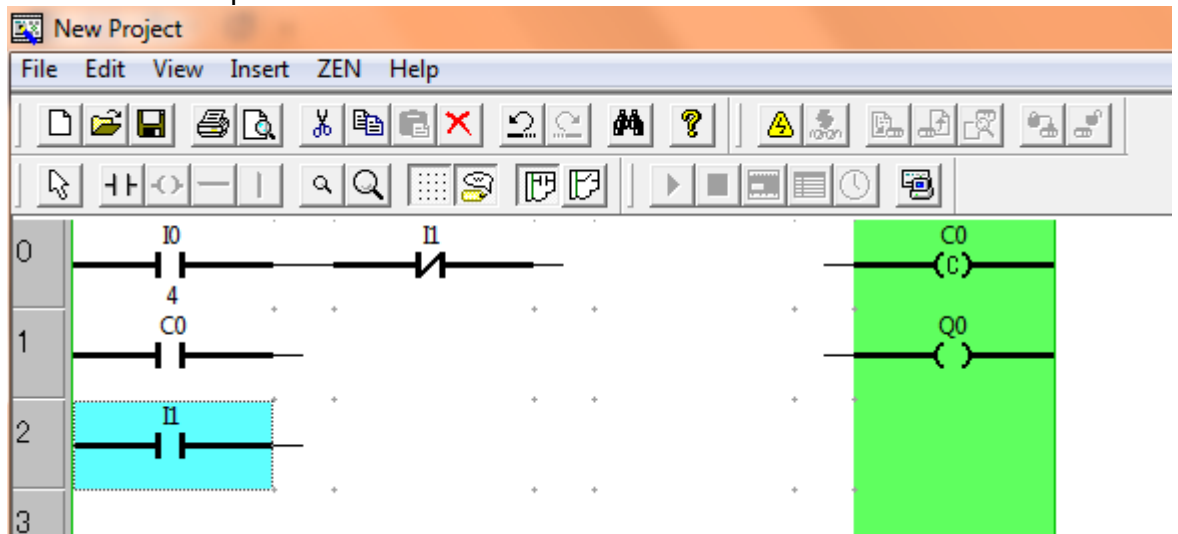 New Project
File Edit View Insert ZEN Help
0 I0 I1 C0
(C)
4
1 C0 Q0
( )
2 I1
3